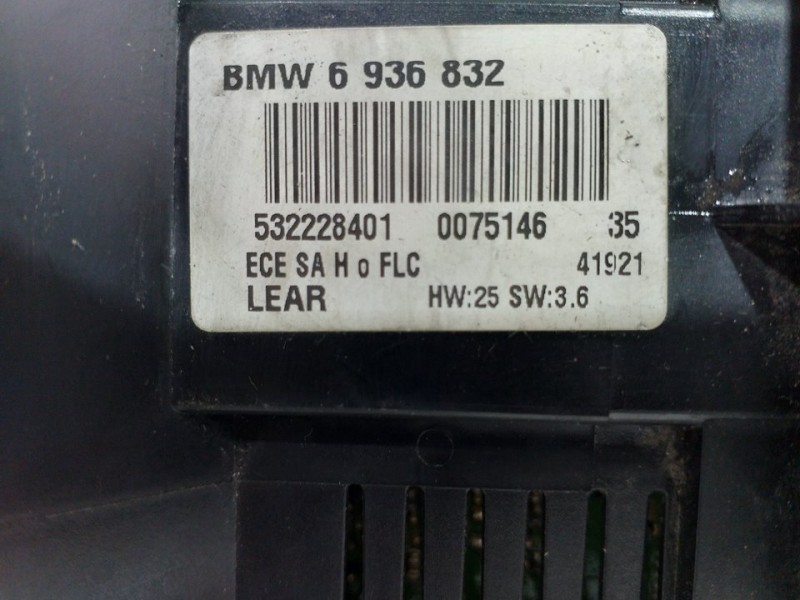 BMW 6 936 832
532228401 0075146 35
ECE SA H o FLC 41921
LEAR HW:25 SW:3.6